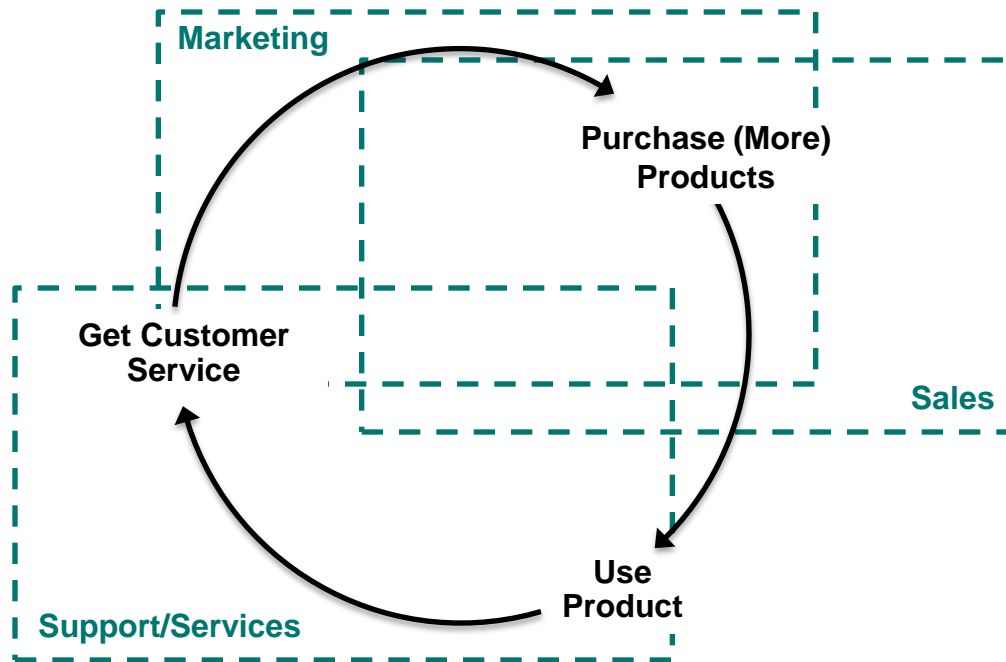 Marketing
Purchase (More)
Products
Get Customer
Service
Sales
Use
Product
Support/Services